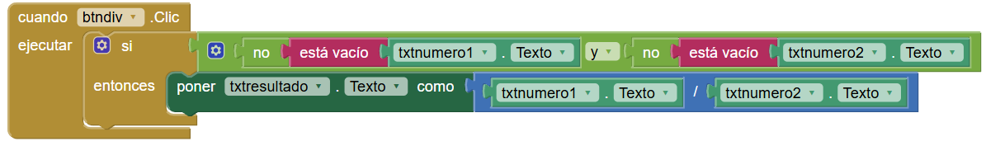 cuando btndiv .Clic
ejecutar si no está vacío txtnumero1 . Texto y no está vacío txtnumero2 . Texto
entonces poner txtresultado . Texto como txtnumero1 . Texto / txtnumero2 . Texto